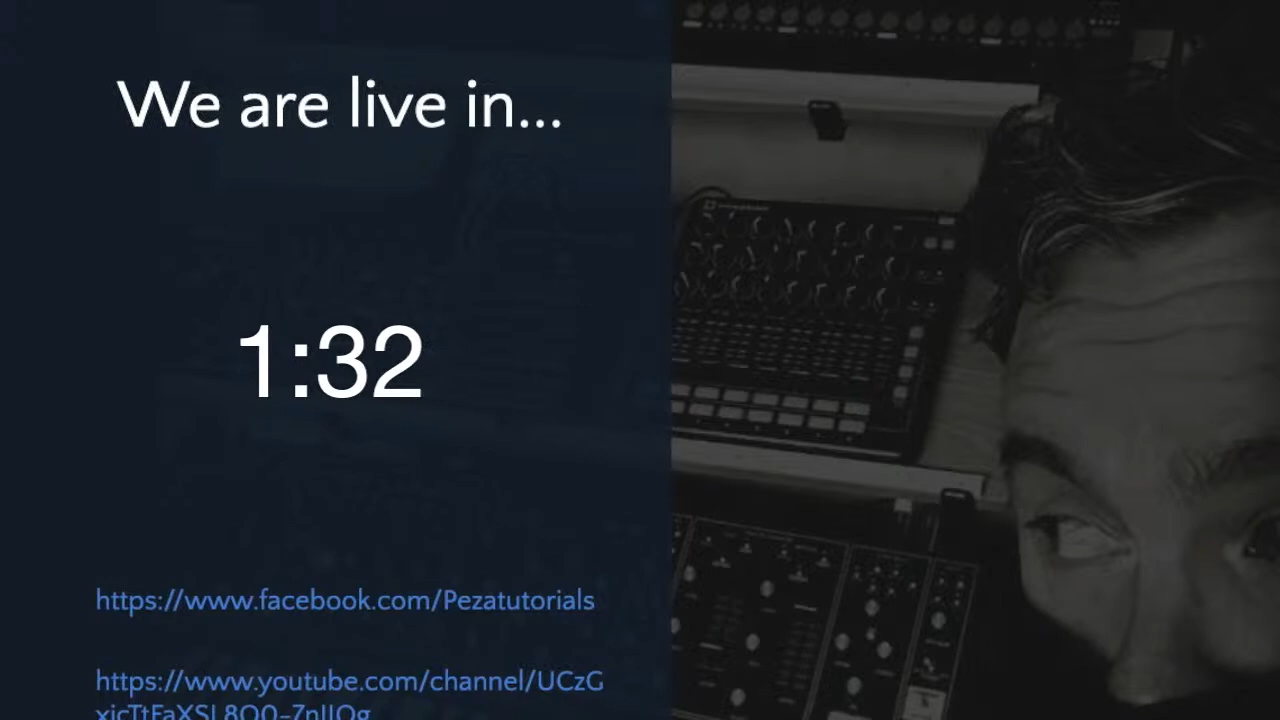 We are live in...
1:32
https://www.facebook.com/Pezatutorials
https://www.youtube.com/channel/UCzG